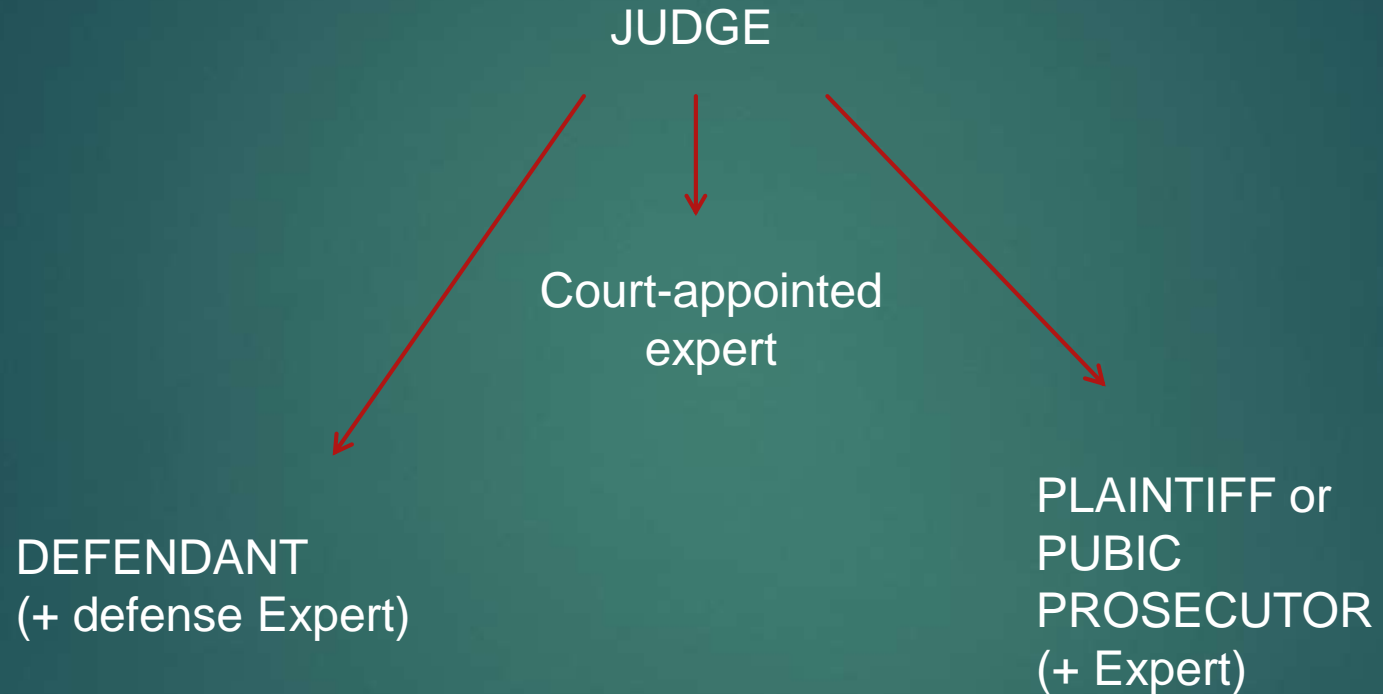 JUDGE
Court-appointed
expert
DEFENDANT
(+ defense Expert)
PLAINTIFF or
PUBIC
PROSECUTOR
(+ Expert)